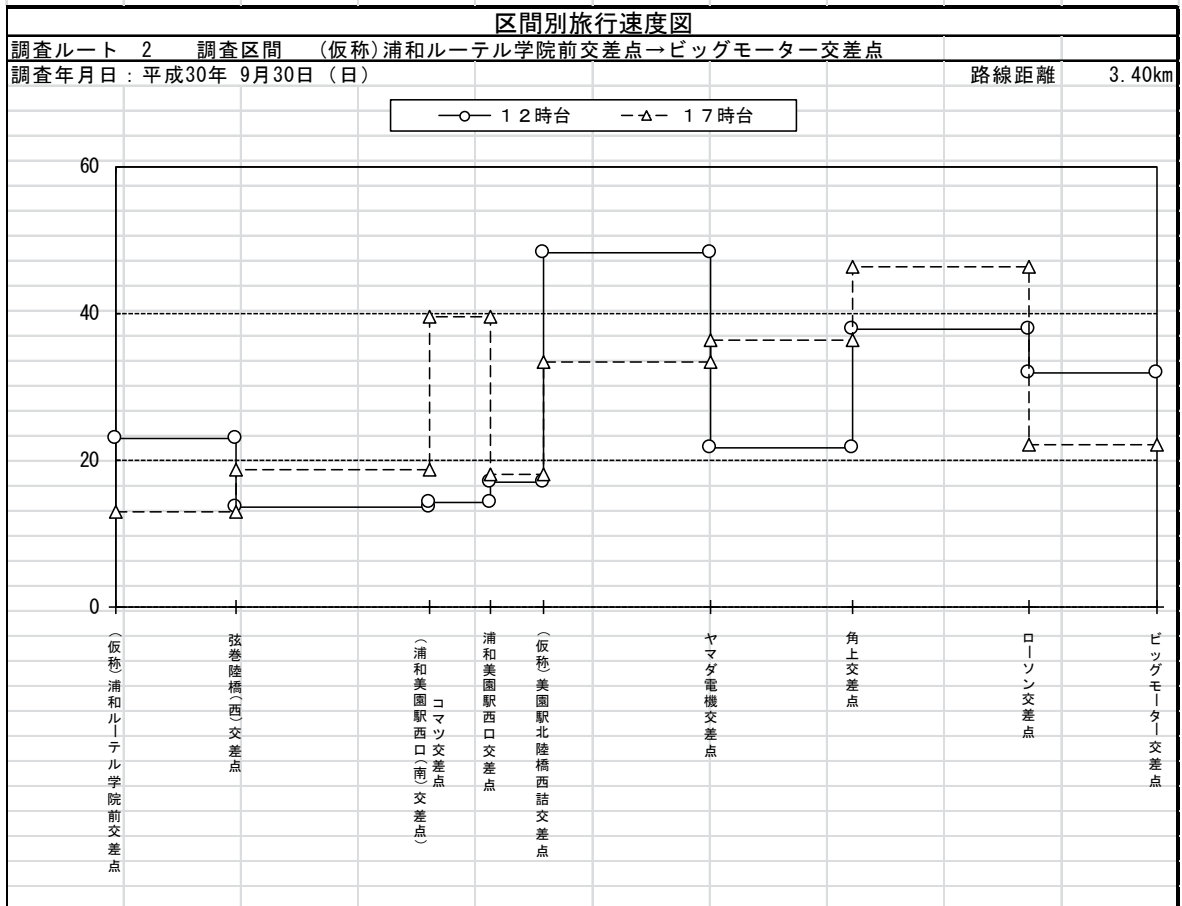 区間別旅行速度図
調査ルート 2 調査区間 (仮称)浦和ルーテル学院前交差点→ビッグモーター交差点
調査年月日:平成30年 9月30日(日) 路線距離 3.40km
12時台 17時台
60
40
20
0
(仮称)浦和ルーテル学院前交差点
弦巻陸橋(西)交差点
コマツ交差点
(浦和美園駅西口(南)交差点)
浦和美園駅西口交差点
(仮称)美園駅北陸橋西詰交差点
ヤマダ電機交差点
角上交差点
ローソン交差点
ビッグモーター交差点